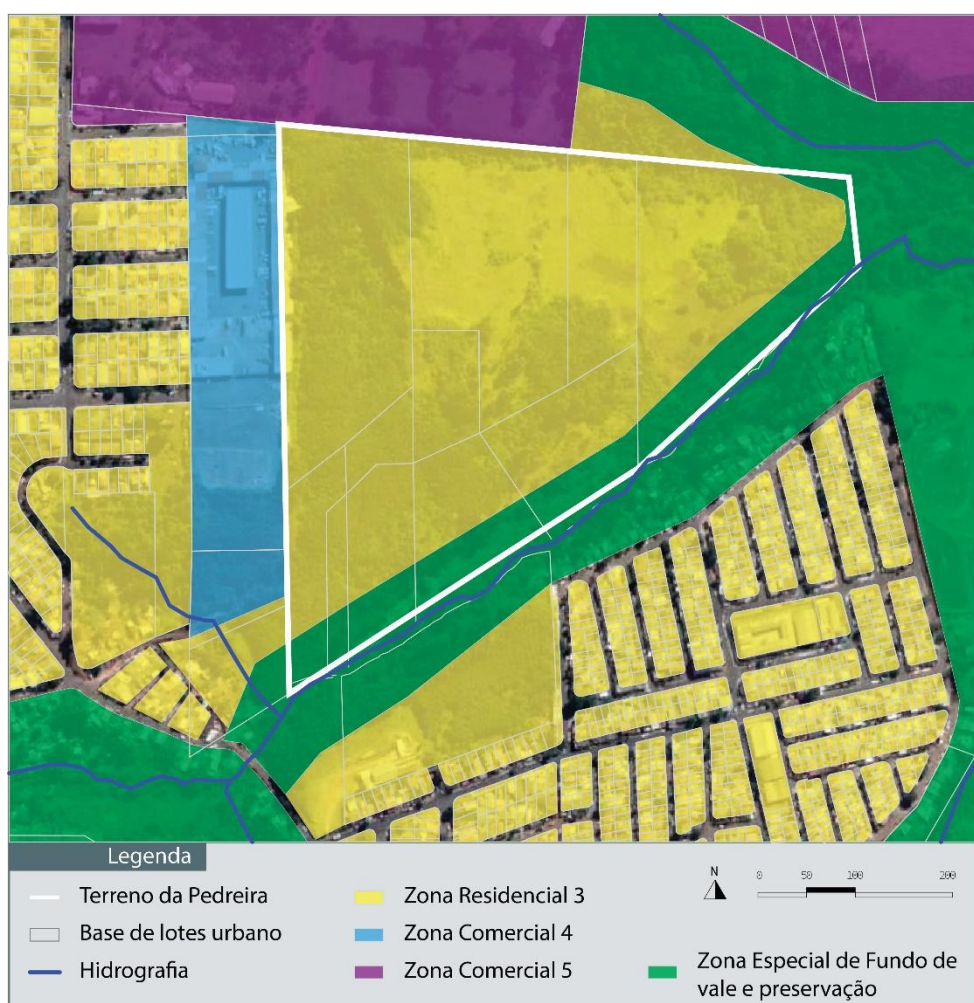 Legenda
Terreno da Pedreira
Base de lotes urbano
Hidrografia
Zona Residencial 3
Zona Comercial 4
Zona Comercial 5
N
0 50 100 200
Zona Especial de Fundo de
vale e preservação